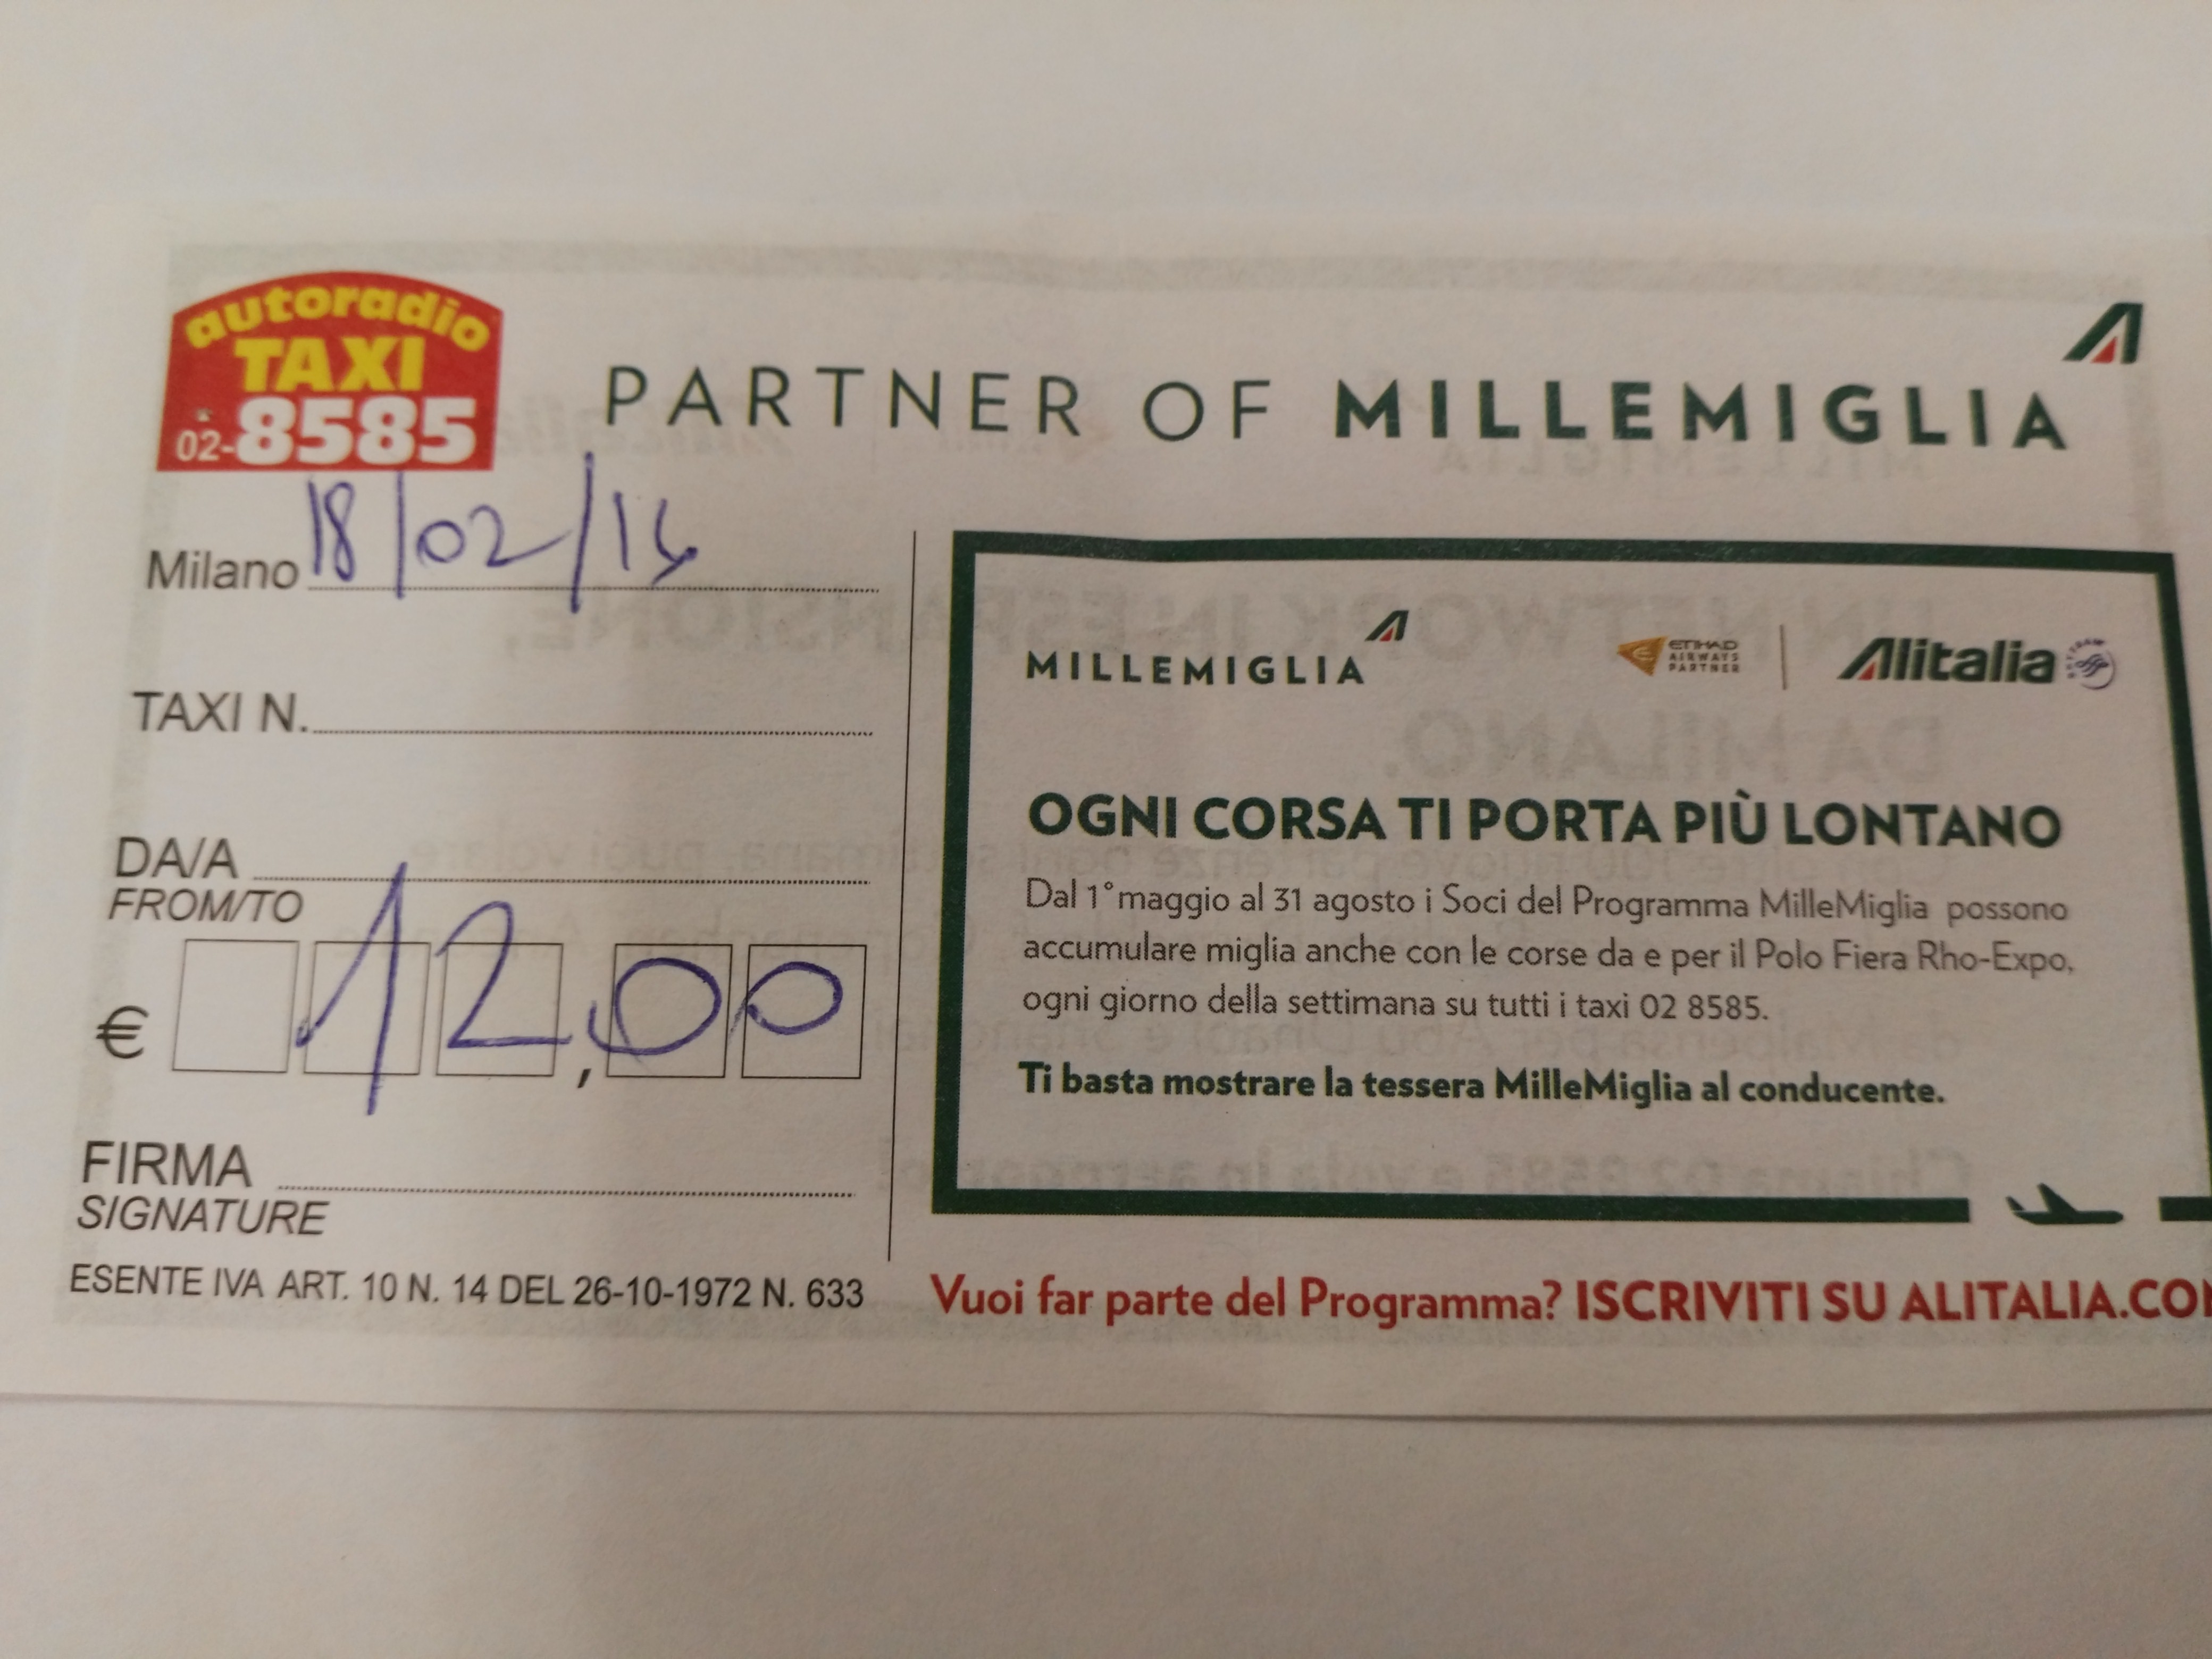 autoradio
TAXI
02-8585
PARTNER OF MILLEMIGLIA
Milano 18/02/16
TAXI N.
DA/A
FROM/TO
€ 12,00
FIRMA
SIGNATURE
ESENTE IVA ART. 10 N. 14 DEL 26-10-1972 N. 633
MILLEMIGLIA
ETIHAD
AIRWAYS
PARTNER
Alitalia
OGNI CORSA TI PORTA PIÙ LONTANO
Dal 1° maggio al 31 agosto i Soci del Programma MilleMiglia possono
accumulare miglia anche con le corse da e per il Polo Fiera Rho-Expo,
ogni giorno della settimana su tutti i taxi 02 8585.
Ti basta mostrare la tessera MilleMiglia al conducente.
Vuoi far parte del Programma? ISCRIVITI SU ALITALIA.CO